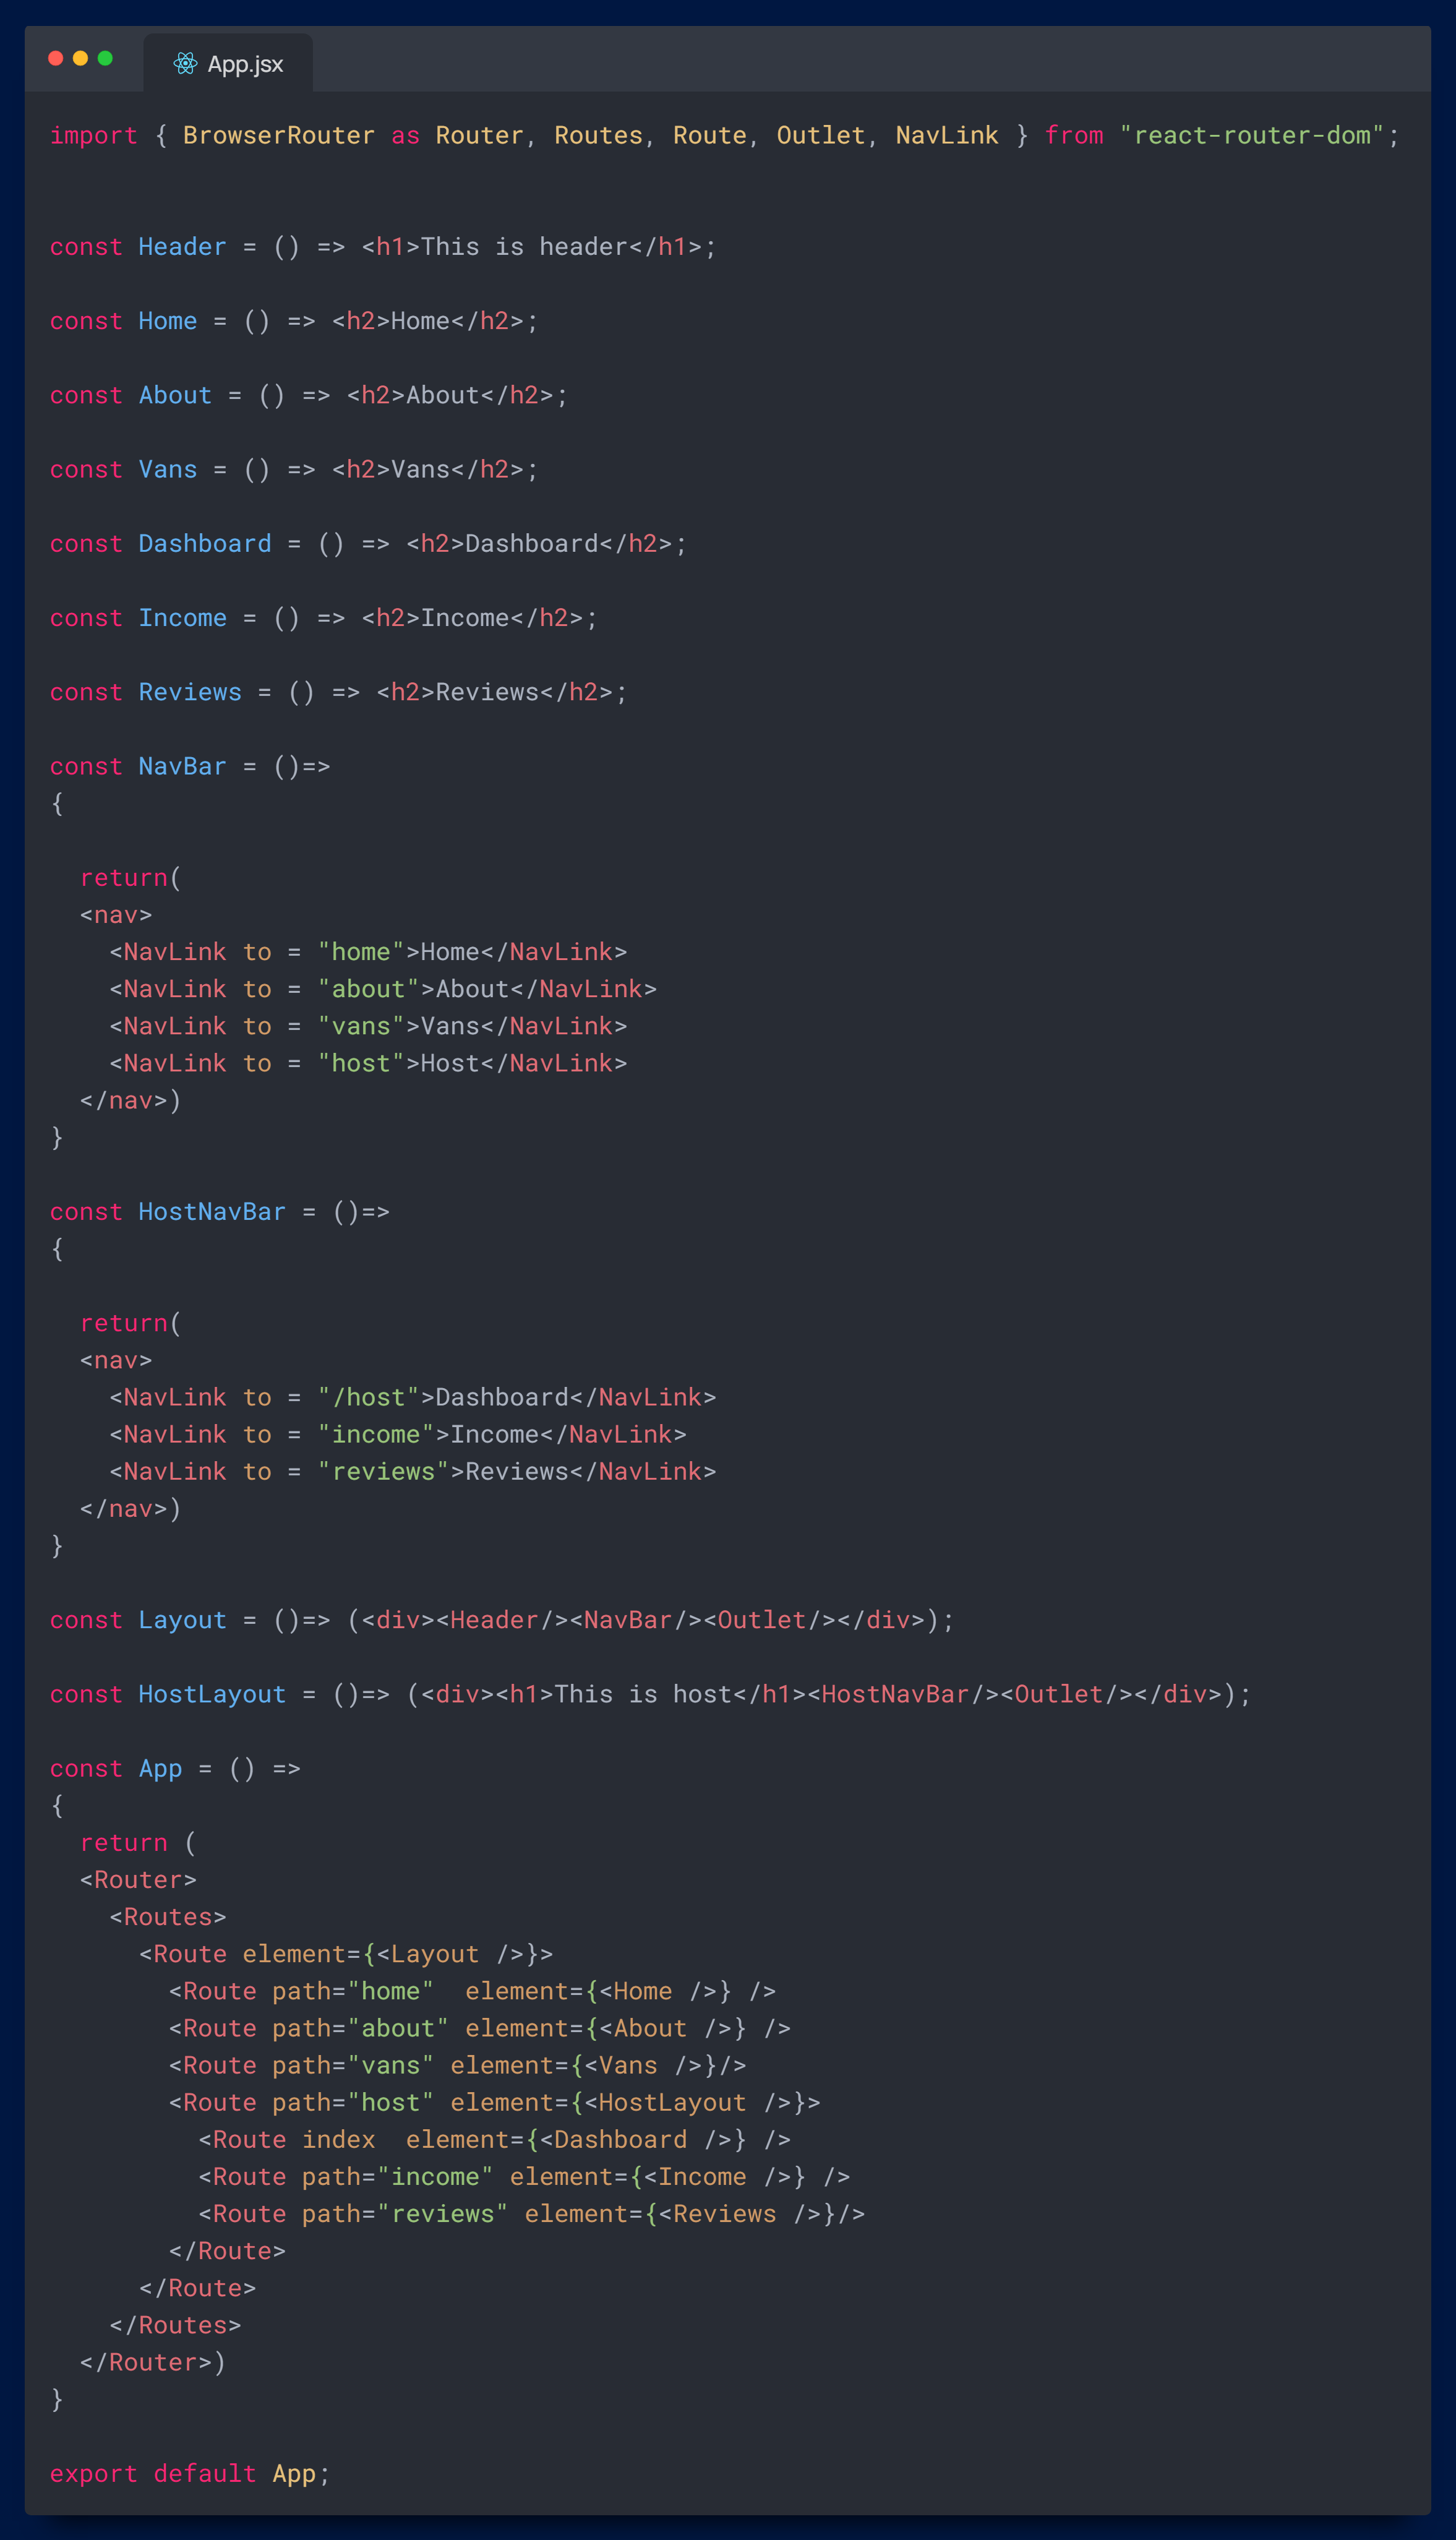 App.jsx
import { BrowserRouter as Router, Routes, Route, Outlet, NavLink } from "react-router-dom";
const Header = () => <h1>This is header</h1>;
const Home = () => <h2>Home</h2>;
const About = () => <h2>About</h2>;
const Vans = () => <h2>Vans</h2>;
const Dashboard = () => <h2>Dashboard</h2>;
const Income = () => <h2>Income</h2>;
const Reviews = () => <h2>Reviews</h2>;
const NavBar = ()=>
{
  return(
  <nav>
    <NavLink to = "home">Home</NavLink>
    <NavLink to = "about">About</NavLink>
    <NavLink to = "vans">Vans</NavLink>
    <NavLink to = "host">Host</NavLink>
  </nav>)
}
const HostNavBar = ()=>
{
  return(
  <nav>
    <NavLink to = "/host">Dashboard</NavLink>
    <NavLink to = "income">Income</NavLink>
    <NavLink to = "reviews">Reviews</NavLink>
  </nav>)
}
const Layout = ()=> (<div><Header/><NavBar/><Outlet/></div>);
const HostLayout = ()=> (<div><h1>This is host</h1><HostNavBar/><Outlet/></div>);
const App = () =>
{
  return (
  <Router>
    <Routes>
      <Route element={<Layout />}>
        <Route path="home"  element={<Home />} />
        <Route path="about" element={<About />} />
        <Route path="vans" element={<Vans />}/>
        <Route path="host" element={<HostLayout />}>
          <Route index  element={<Dashboard />} />
          <Route path="income" element={<Income />} />
          <Route path="reviews" element={<Reviews />}/>
        </Route>
      </Route>
    </Routes>
  </Router>)
}
export default App;